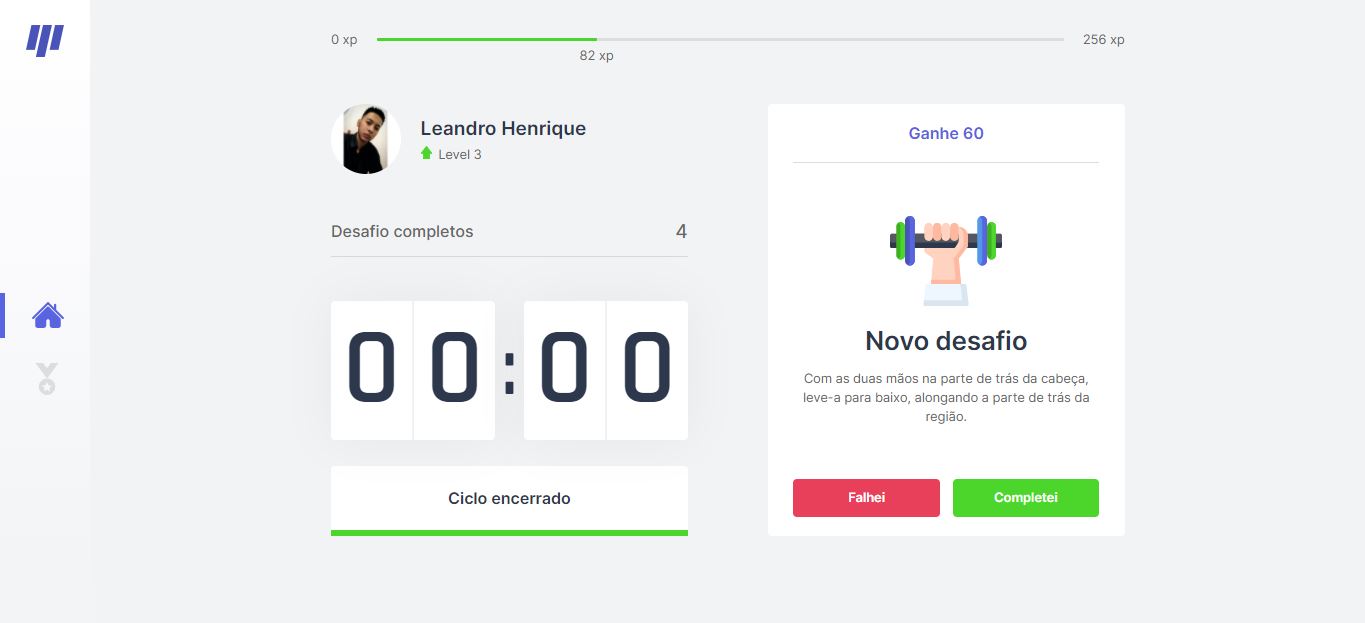 0 xp
82 xp
256 xp
Leandro Henrique
Level 3
Desafio completos
4
00:00
Ciclo encerrado
Ganhe 60
Novo desafio
Com as duas mãos na parte de trás da cabeça,
leve-a para baixo, alongando a parte de trás da
região.
Falhei
Completei